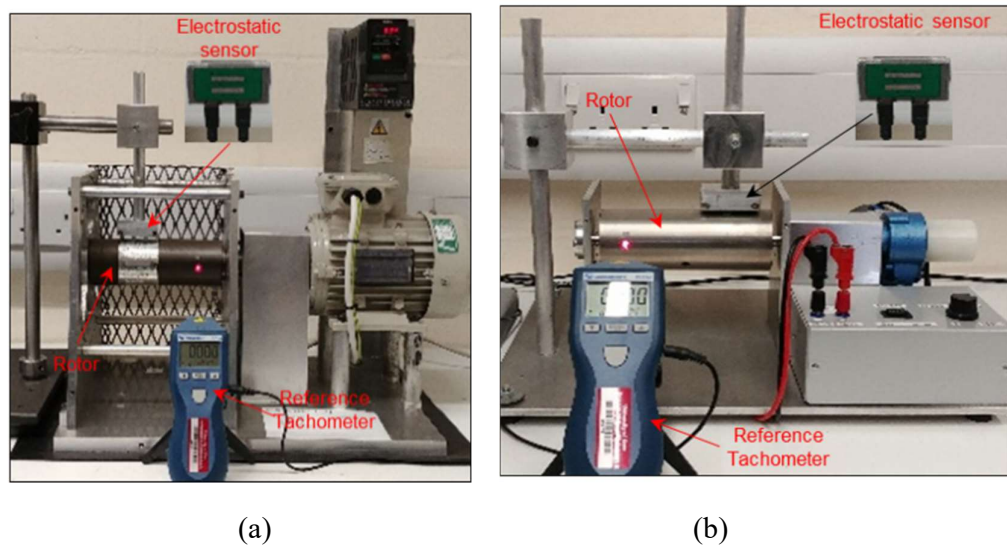 Electrostatic
sensor
Rotor
Reference
Tachometer
(a)
Electrostatic sensor
Rotor
Reference
Tachometer
(b)